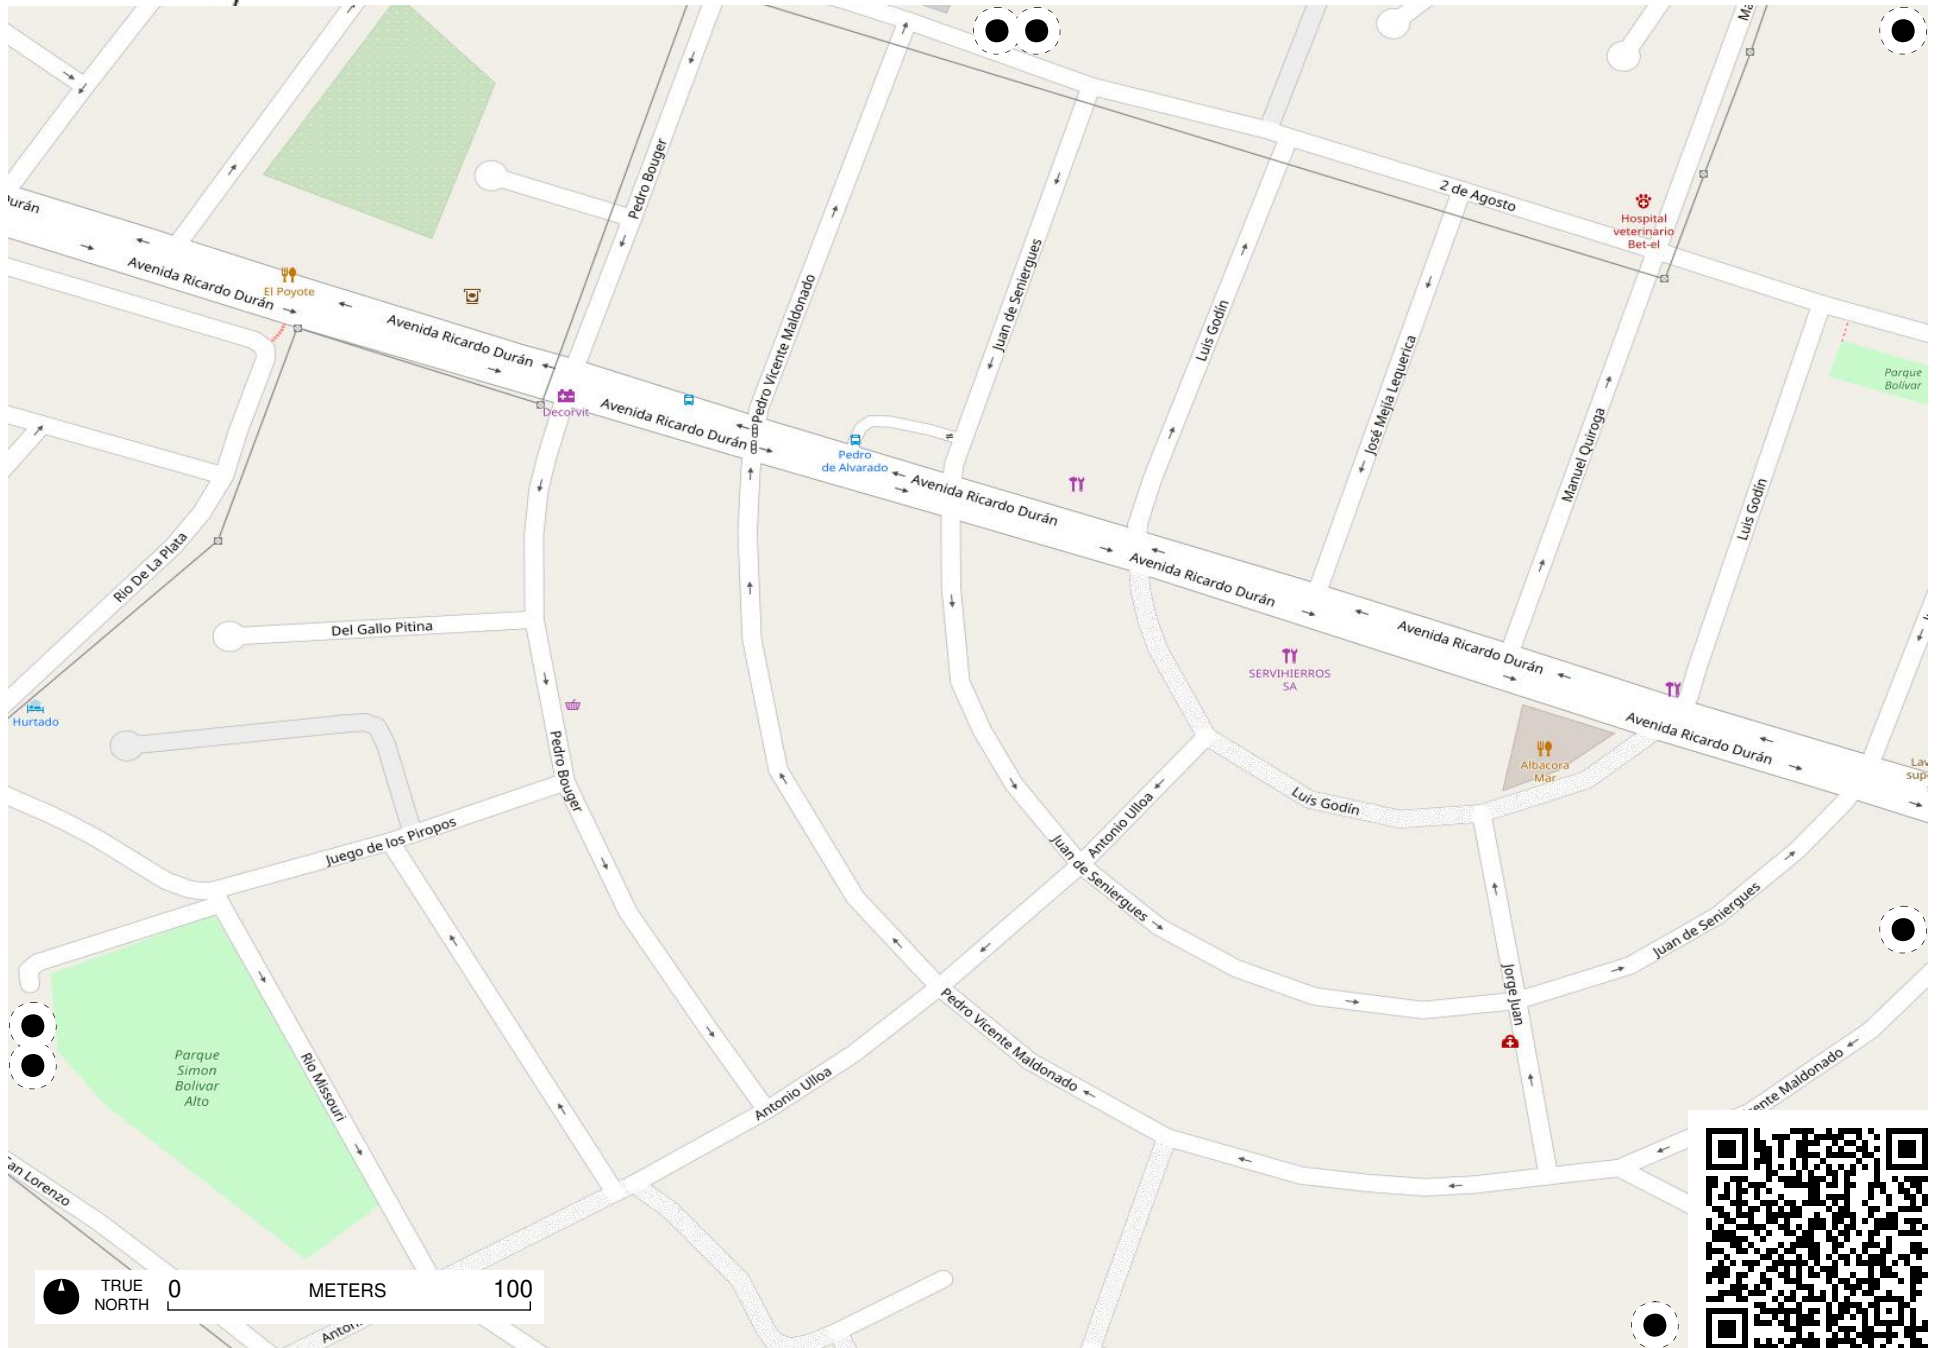 Pedro Bouger
2 de Agosto
Hospital
veterinario
Bet-el
Durán
Avenida Ricardo Durán
El Poyote
Avenida Ricardo Durán
Pedro Vicente Maldonado
Juan de Seniergues
Luis Godín
José Mejía Lequerica
Manuel Quiroga
Luis Godín
Parque
Bolívar
Decorvit
Avenida Ricardo Durán
Pedro
de Alvarado
Avenida Ricardo Durán
Avenida Ricardo Durán
Avenida Ricardo Durán
Avenida Ricardo Durán
Rio De La Plata
Del Gallo Pitina
Hurtado
SERVIHIERROS
SA
Albacora
Mar
Pedro Bouger
Juego de los Piropos
Luis Godín
Antonio Ulloa
Juan de Seniergues
Juan de Seniergues
Jorge Juan
Pedro Vicente Maldonado
Antonio Ulloa
cente Maldonado
Parque
Simon
Bolivar
Alto
Rio Missouri
San Lorenzo
TRUE
NORTH
0 METERS 100